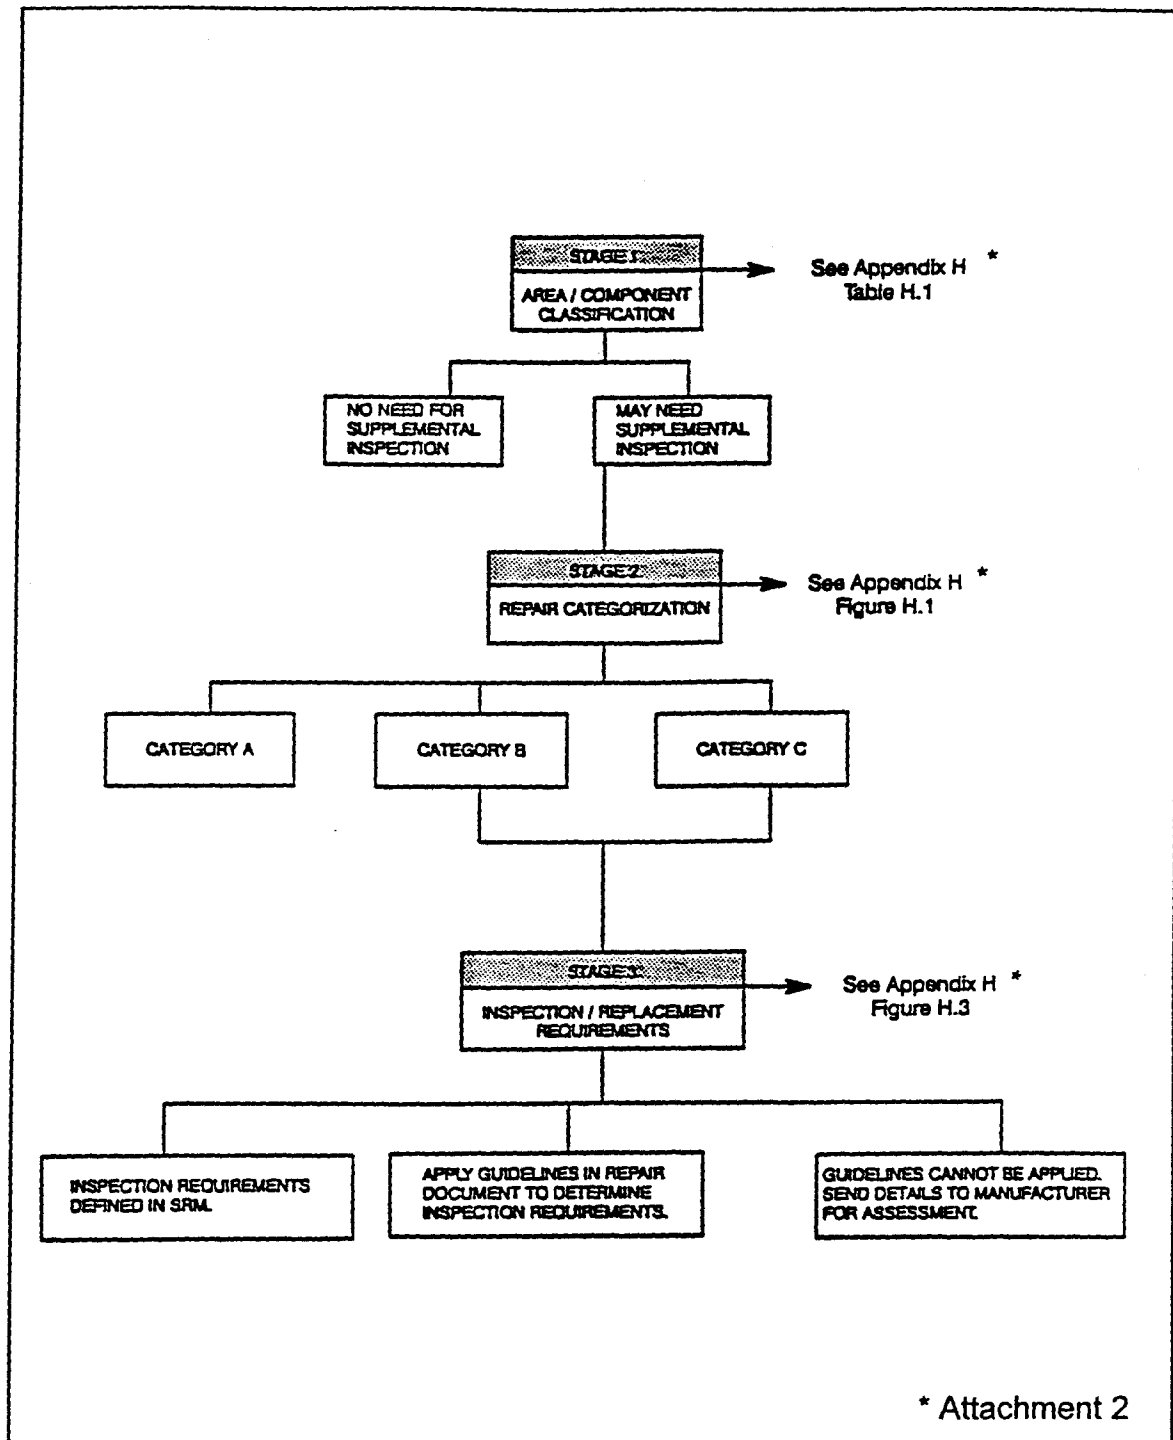 STAGE 1
See Appendix H *
Table H.1
AREA / COMPONENT
CLASSIFICATION
NO NEED FOR
SUPPLEMENTAL
INSPECTION
MAY NEED
SUPPLEMENTAL
INSPECTION
STAGE 2
See Appendix H *
Figure H.1
REPAIR CATEGORIZATION
CATEGORY A
CATEGORY B
CATEGORY C
STAGE 3
See Appendix H *
Figure H.3
INSPECTION / REPLACEMENT
REQUIREMENTS
INSPECTION REQUIREMENTS
DEFINED IN SRM.
APPLY GUIDELINES IN REPAIR
DOCUMENT TO DETERMINE
INSPECTION REQUIREMENTS.
GUIDELINES CANNOT BE APPLIED.
SEND DETAILS TO MANUFACTURER
FOR ASSESSMENT.
* Attachment 2